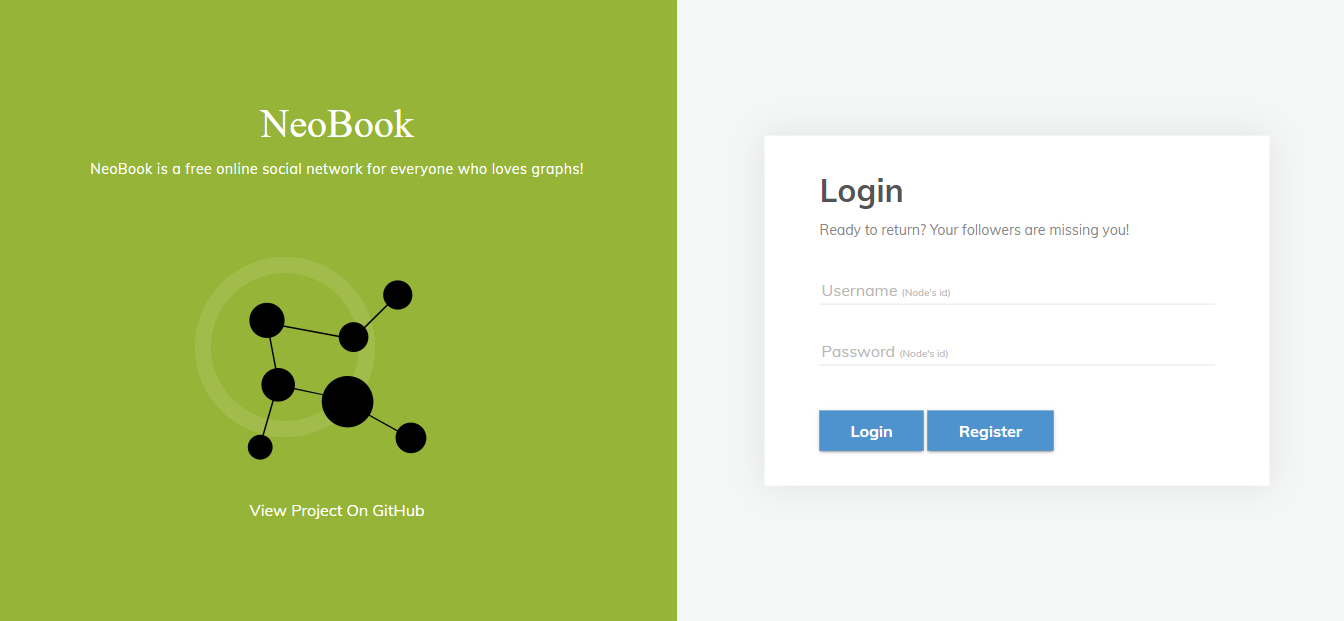 NeoBook
NeoBook is a free online social network for everyone who loves graphs!
View Project On GitHub
Login
Ready to return? Your followers are missing you!
Username (Node's id)
Password (Node's id)
Login Register